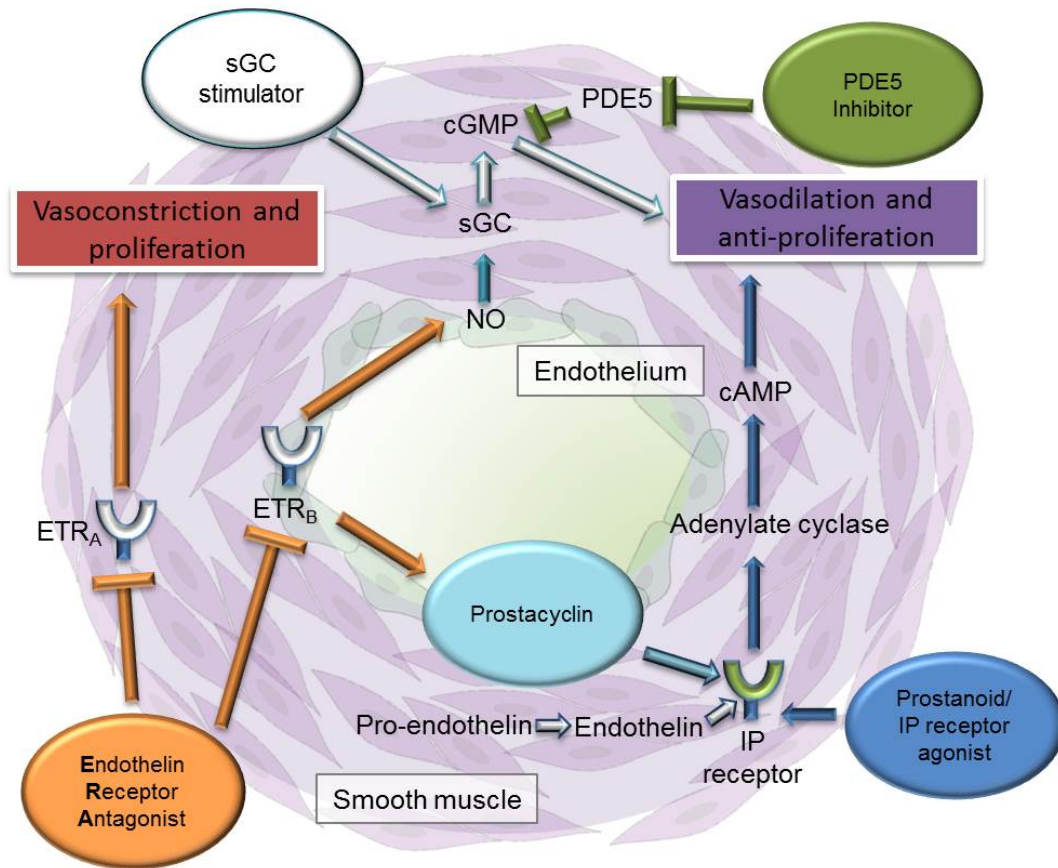 sGC
stimulator
PDE5
Inhibitor
PDE5
cGMP
Vasoconstriction and
proliferation
sGC
Vasodilation and
anti-proliferation
NO
Endothelium
cAMP
ETRA
ETRB
Adenylate cyclase
Prostacyclin
Pro-endothelin
Endothelin
IP
receptor
Prostanoid/
IP receptor
agonist
Endothelin
Receptor
Antagonist
Smooth muscle